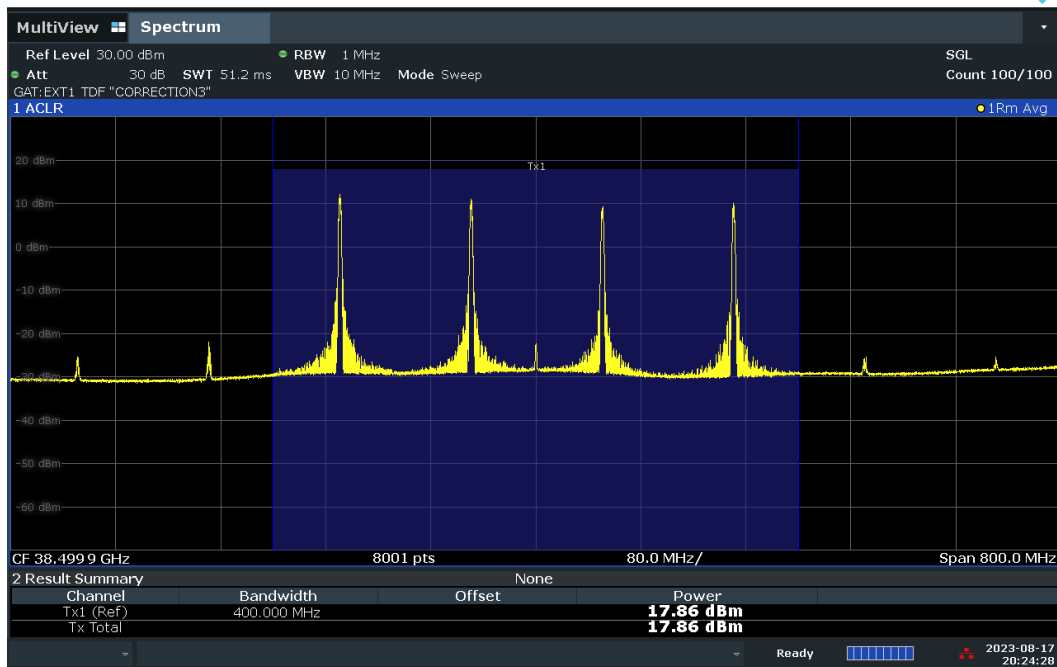 MultiView Spectrum
Ref Level 30.00 dBm RBW 1 MHz SGL
Att 30 dB SWT 51.2 ms VBW 10 MHz Mode Sweep Count 100/100
GAT:EXT1 TDF "CORRECTION3"
1 ACLR 1Rm Avg
Tx1
20 dBm
10 dBm
0 dBm
-10 dBm
-20 dBm
-30 dBm
-40 dBm
-50 dBm
-60 dBm
CF 38.4999 GHz 8001 pts 80.0 MHz/ Span 800.0 MHz
2 Result Summary None
Channel Bandwidth Offset Power
Tx1 (Ref) 400.000 MHz 17.86 dBm
Tx Total 17.86 dBm
Ready 2023-08-17
20:24:28